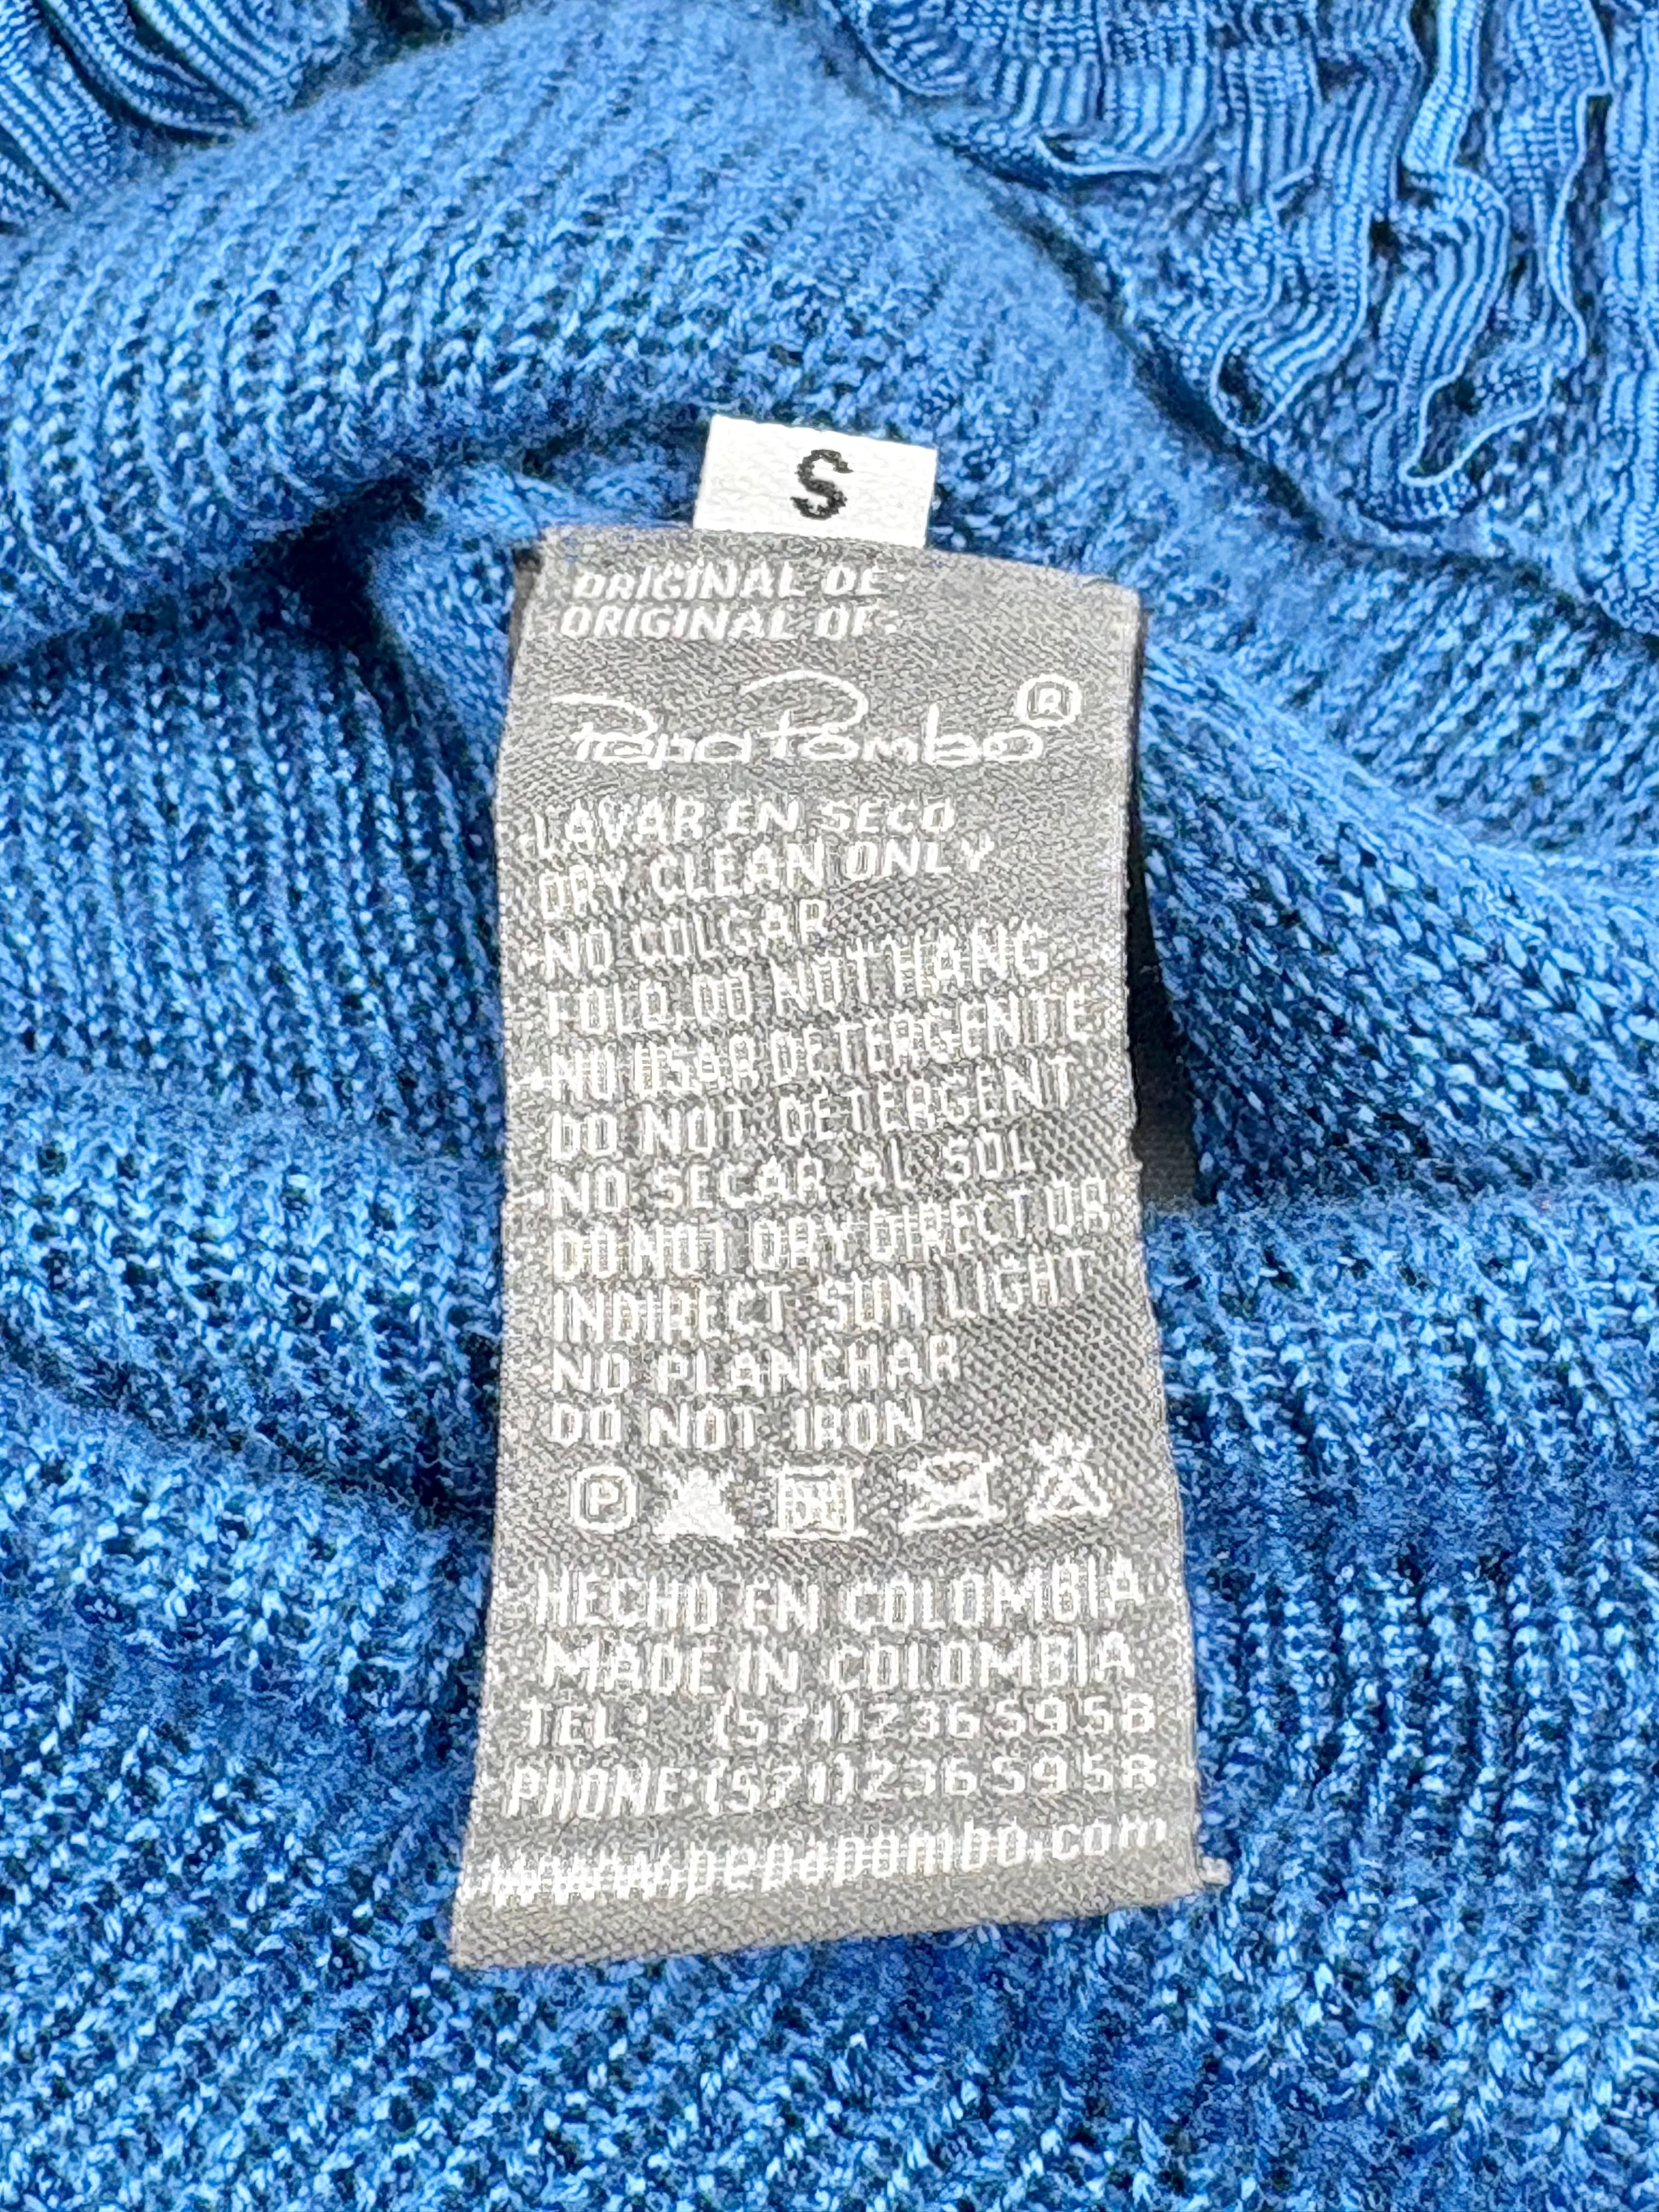 S
ORIGINAL DE:
ORIGINAL OF:
PepaPombo®
LAVAR EN SECO
DRY CLEAN ONLY
NO COLGAR
FOLD, DO NOT HANG
NO USAR DETERGENTE
DO NOT DETERGENT
NO SECAR AL SOL
DO NOT DRY DIRECT OR
INDIRECT SUN LIGHT
NO PLANCHAR
DO NOT IRON
P
HECHO EN COLOMBIA
MADE IN COLOMBIA
TEL: (571)2365958
PHONE:(571)2365958
www.pepapombo.com